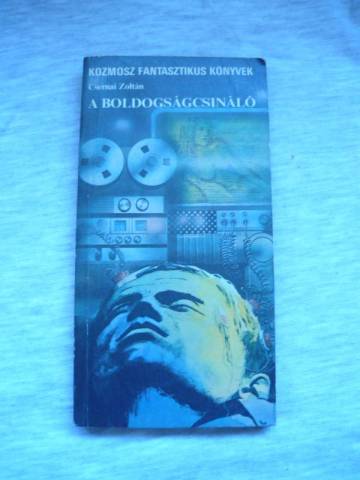 KOZMOSZ FANTASZTIKUS KÖNYVEK
Csernai Zoltán
A BOLDOGSÁGCSINÁLÓ